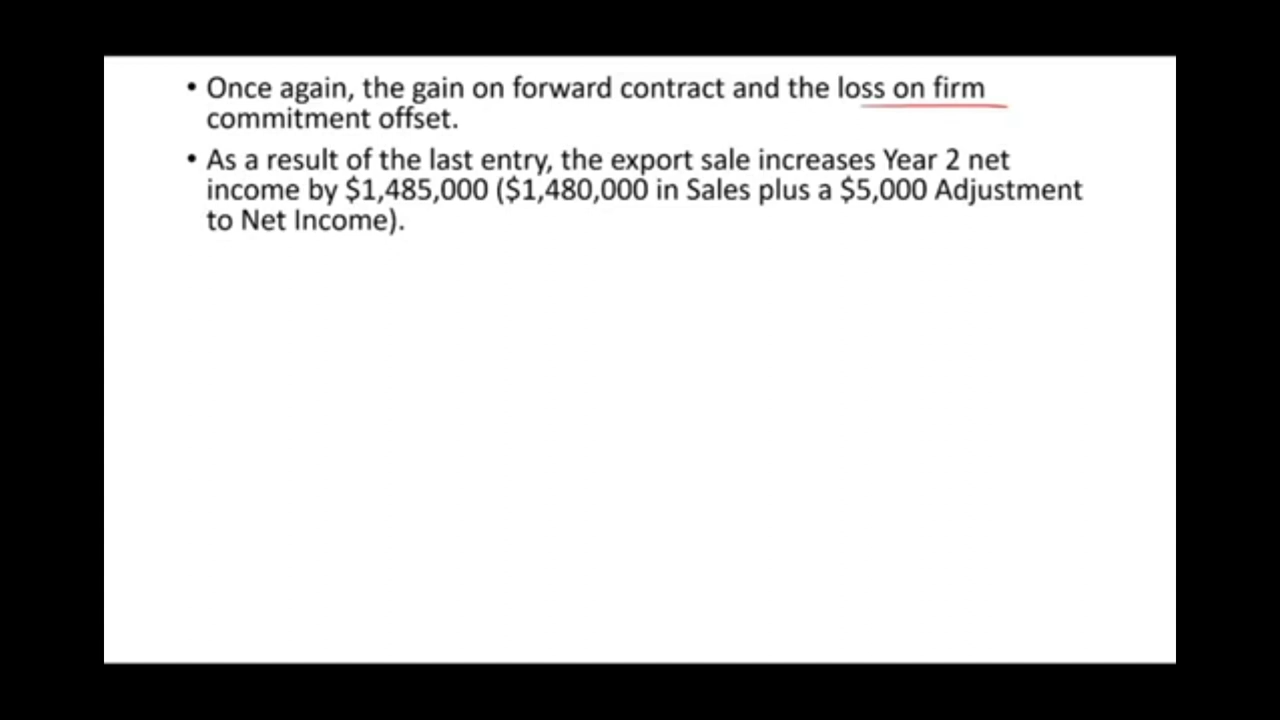 • Once again, the gain on forward contract and the loss on firm
commitment offset.
• As a result of the last entry, the export sale increases Year 2 net
income by $1,485,000 ($1,480,000 in Sales plus a $5,000 Adjustment
to Net Income).